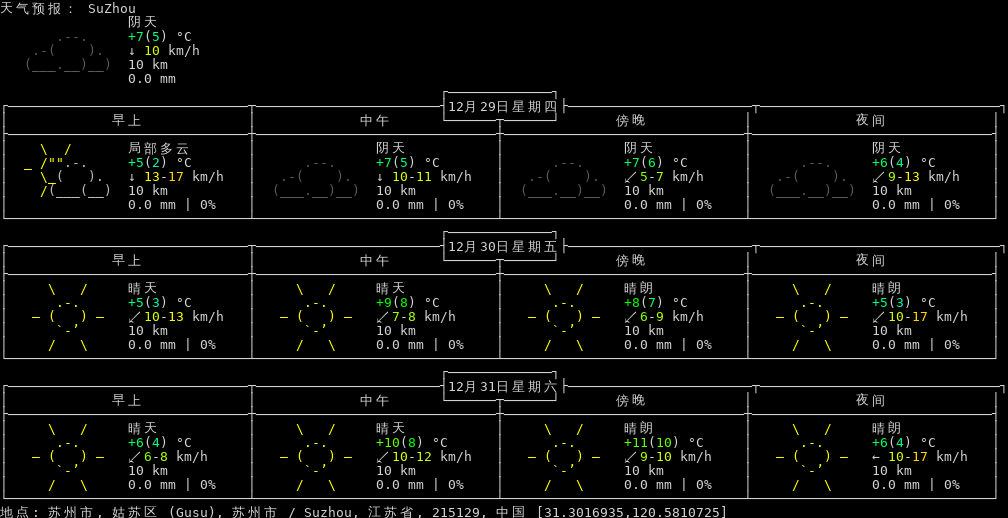 天气预报: SuZhou
阴天
+7(5) °C
↓ 10 km/h
10 km
0.0 mm
12月29日星期四
早上 中午 傍晚 夜间
局部多云 阴天 阴天 阴天
+5(2) °C +7(5) °C +7(6) °C +6(4) °C
↓ 13-17 km/h ↓ 10-11 km/h ↙ 5-7 km/h ↙ 9-13 km/h
10 km 10 km 10 km 10 km
0.0 mm | 0% 0.0 mm | 0% 0.0 mm | 0% 0.0 mm | 0%
12月30日星期五
早上 中午 傍晚 夜间
晴天 晴天 晴朗 晴朗
+5(3) °C +9(8) °C +8(7) °C +5(3) °C
↙ 10-13 km/h ↙ 7-8 km/h ↙ 6-9 km/h ↙ 10-17 km/h
10 km 10 km 10 km 10 km
0.0 mm | 0% 0.0 mm | 0% 0.0 mm | 0% 0.0 mm | 0%
12月31日星期六
早上 中午 傍晚 夜间
晴天 晴天 晴朗 晴朗
+6(4) °C +10(8) °C +11(10) °C +6(4) °C
↙ 6-8 km/h ↙ 10-12 km/h ↙ 9-10 km/h ← 10-17 km/h
10 km 10 km 10 km 10 km
0.0 mm | 0% 0.0 mm | 0% 0.0 mm | 0% 0.0 mm | 0%
地点: 苏州市, 姑苏区 (Gusu), 苏州市 / Suzhou, 江苏省, 215129, 中国 [31.3016935,120.5810725]